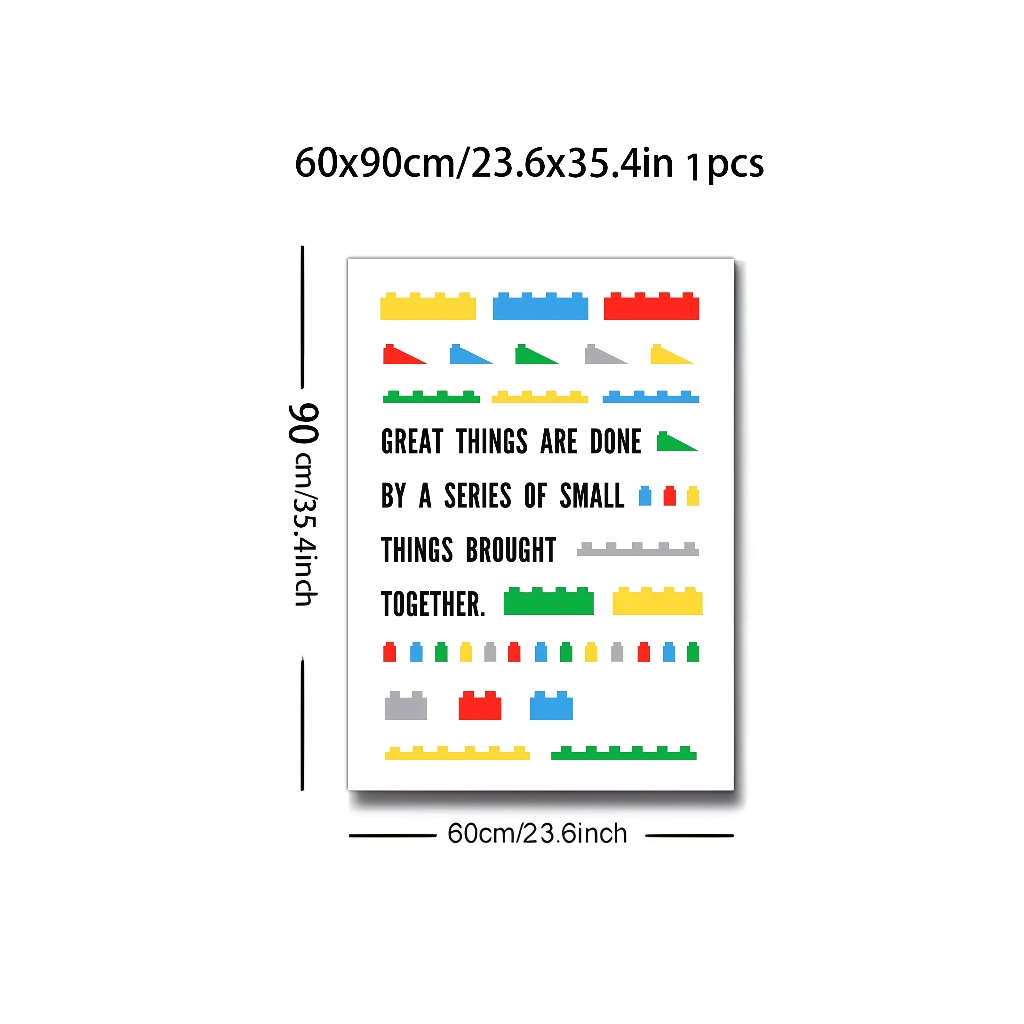 60x90cm/23.6x35.4in 1pcs
90 cm/35.4inch
GREAT THINGS ARE DONE
BY A SERIES OF SMALL
THINGS BROUGHT
TOGETHER.
60cm/23.6inch